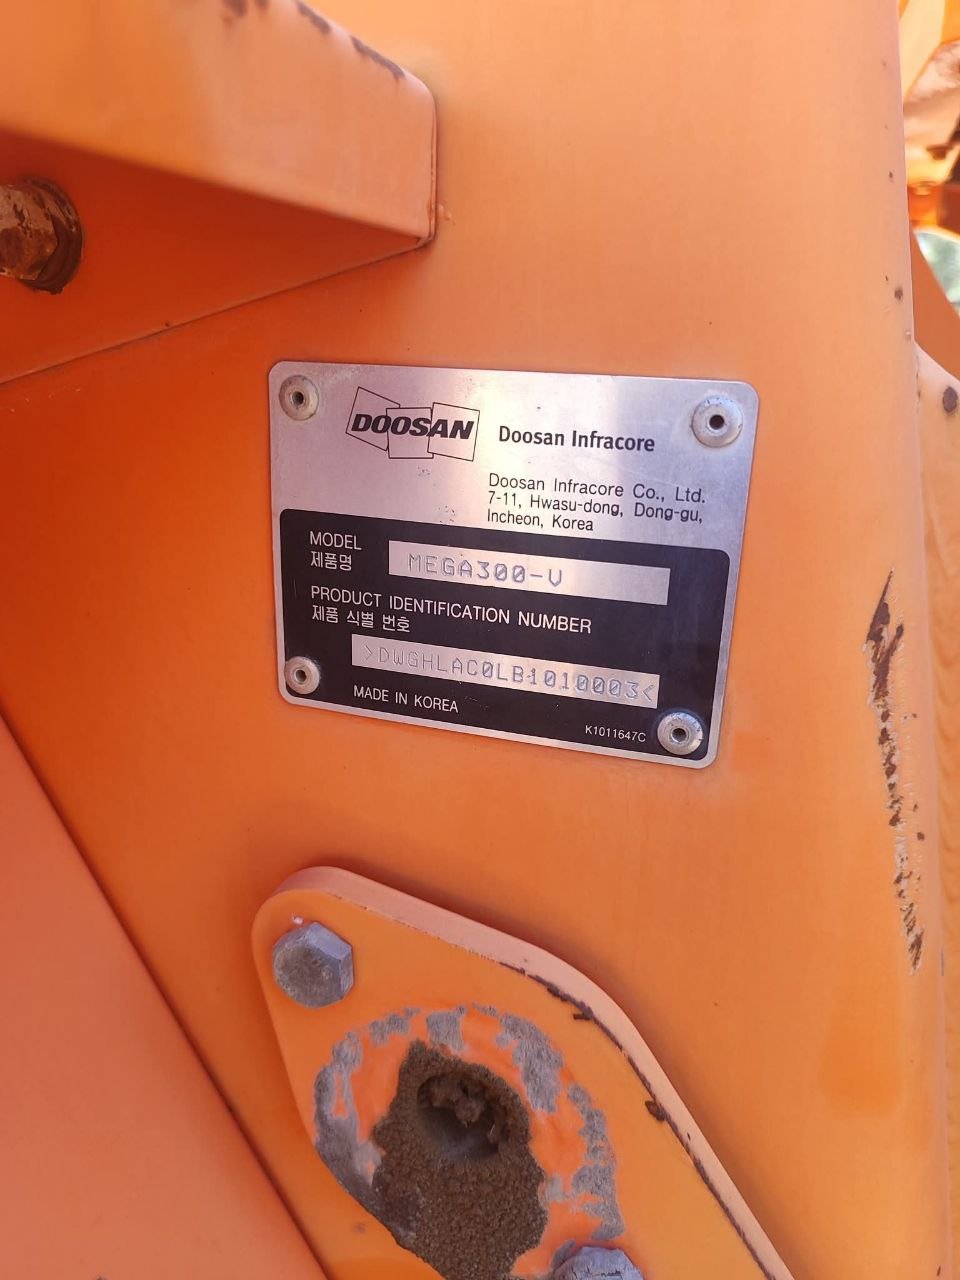 DOOSAN Doosan Infracore
Doosan Infracore Co., Ltd.
7-11, Hwasu-dong, Dong-gu,
Incheon, Korea
MODEL
제품명
MEGA300-V
PRODUCT IDENTIFICATION NUMBER
제품 식별 번호
>DWGHLAC0LB1010003<
MADE IN KOREA
K1011647C